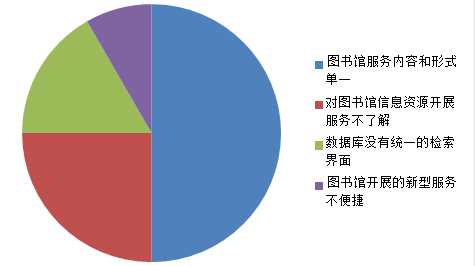 图书馆服务内容和形式
单一
对图书馆信息资源开展
服务不了解
数据库没有统一的检索
界面
图书馆开展的新型服务
不便捷